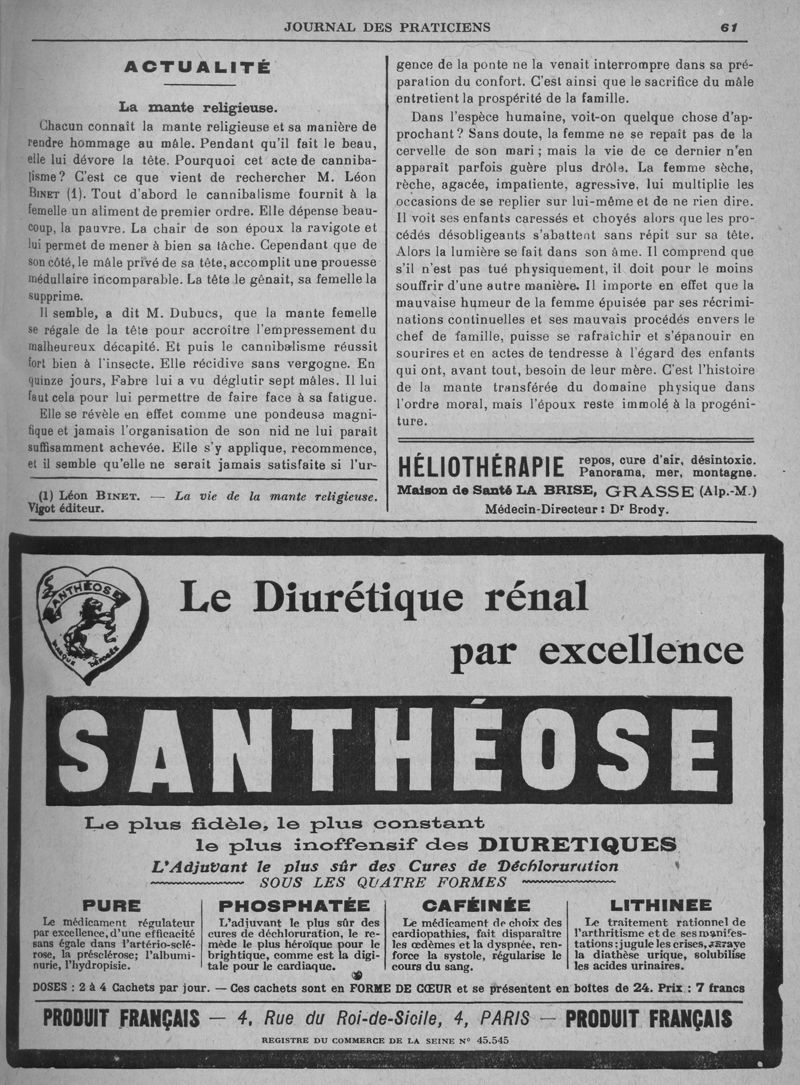 JOURNAL DES PRATICIENS 61
ACTUALITÉ
La mante religieuse.
Chacun connaît la mante religieuse et sa manière de
rendre hommage au mâle. Pendant qu'il fait le beau,
elle lui dévore la tête. Pourquoi cet acte de canniba-
lisme? C'est ce que vient de rechercher M. Léon
BINET (1). Tout d'abord le cannibalisme fournit à la
femelle un aliment de premier ordre. Elle dépense beau-
coup, la pauvre. La chair de son époux la ravigote et
lui permet de mener à bien sa tâche. Cependant que de
son côté, le mâle privé de sa tête, accomplit une prouesse
médullaire incomparable. La tête le gênait, sa femelle la
supprime.
Il semble, a dit M. Dubucs, que la mante femelle
se régale de la tête pour accroître l'empressement du
malheureux décapité. Et puis le cannibalisme réussit
fort bien à l'insecte. Elle récidive sans vergogne. En
quinze jours, Fabre lui a vu déglutir sept mâles. Il lui
faut cela pour lui permettre de faire face à sa fatigue.
Elle se révèle en effet comme une pondeuse magni-
fique et jamais l'organisation de son nid ne lui paraît
suffisamment achevée. Elle s'y applique, recommence,
et il semble qu'elle ne serait jamais satisfaite si l'ur-
(1) Léon BINET. — La vie de la mante religieuse.
Vigot éditeur.
gence de la ponte ne la venait interrompre dans sa pré-
paration du confort. C'est ainsi que le sacrifice du mâle
entretient la prospérité de la famille.
Dans l'espèce humaine, voit-on quelque chose d'ap-
prochant? Sans doute, la femme ne se repaît pas de la
cervelle de son mari; mais la vie de ce dernier n'en
apparaît parfois guère plus drôle. La femme sèche,
rèche, agacée, impatiente, agressive, lui multiplie les
occasions de se replier sur lui-même et de ne rien dire.
Il voit ses enfants caressés et choyés alors que les pro-
cédés désobligeants s'abattent sans répit sur sa tête.
Alors la lumière se fait dans son âme. Il comprend que
s'il n'est pas tué physiquement, il doit pour le moins
souffrir d'une autre manière. Il importe en effet que la
mauvaise humeur de la femme épuisée par ses récrimi-
nations continuelles et ses mauvais procédés envers le
chef de famille, puisse se rafraîchir et s'épanouir en
sourires et en actes de tendresse à l'égard des enfants
qui ont, avant tout, besoin de leur mère. C'est l'histoire
de la mante transférée du domaine physique dans
l'ordre moral, mais l'époux reste immolé à la progéni-
ture.
HÉLIOTHÉRAPIE repos, cure d'air, désintoxic.
Panorama, mer, montagne.
Maison de Santé LA BRISE, GRASSE (Alp.-M.)
Médecin-Directeur: Dr Brody.
SANTHÉOSE
MARQUE DÉPOSÉE
Le Diurétique rénal
par excellence
SANTHÉOSE
Le plus fidèle, le plus constant
le plus inoffensif des DIURETIQUES
L'Adjuvant le plus sûr des Cures de Déchloruration
SOUS LES QUATRE FORMES
PURE
Le médicament régulateur
par excellence, d'une efficacité
sans égale dans l'artério-sclé-
rose, la présclérose; l'albumi-
nurie, l'hydropisie.
PHOSPHATÉE
L'adjuvant le plus sûr des
cures de déchloruration, le re-
mède le plus héroïque pour le
brightique, comme est la digi-
tale pour le cardiaque.
CAFÉINÉE
Le médicament de choix des
cardiopathies, fait disparaître
les œdèmes et la dyspnée, ren-
force la systole, régularise le
cours du sang.
LITHINEE
Le traitement rationnel de
l'arthritisme et de ses manifes-
tations: jugule les crises, enraye
la diathèse urique, solubilise
les acides urinaires.
DOSES : 2 à 4 Cachets par jour. — Ces cachets sont en FORME DE CŒUR et se présentent en boîtes de 24. Prix : 7 francs
PRODUIT FRANÇAIS — 4, Rue du Roi-de-Sicile, 4, PARIS — PRODUIT FRANÇAIS
REGISTRE DU COMMERCE DE LA SEINE N° 45.545